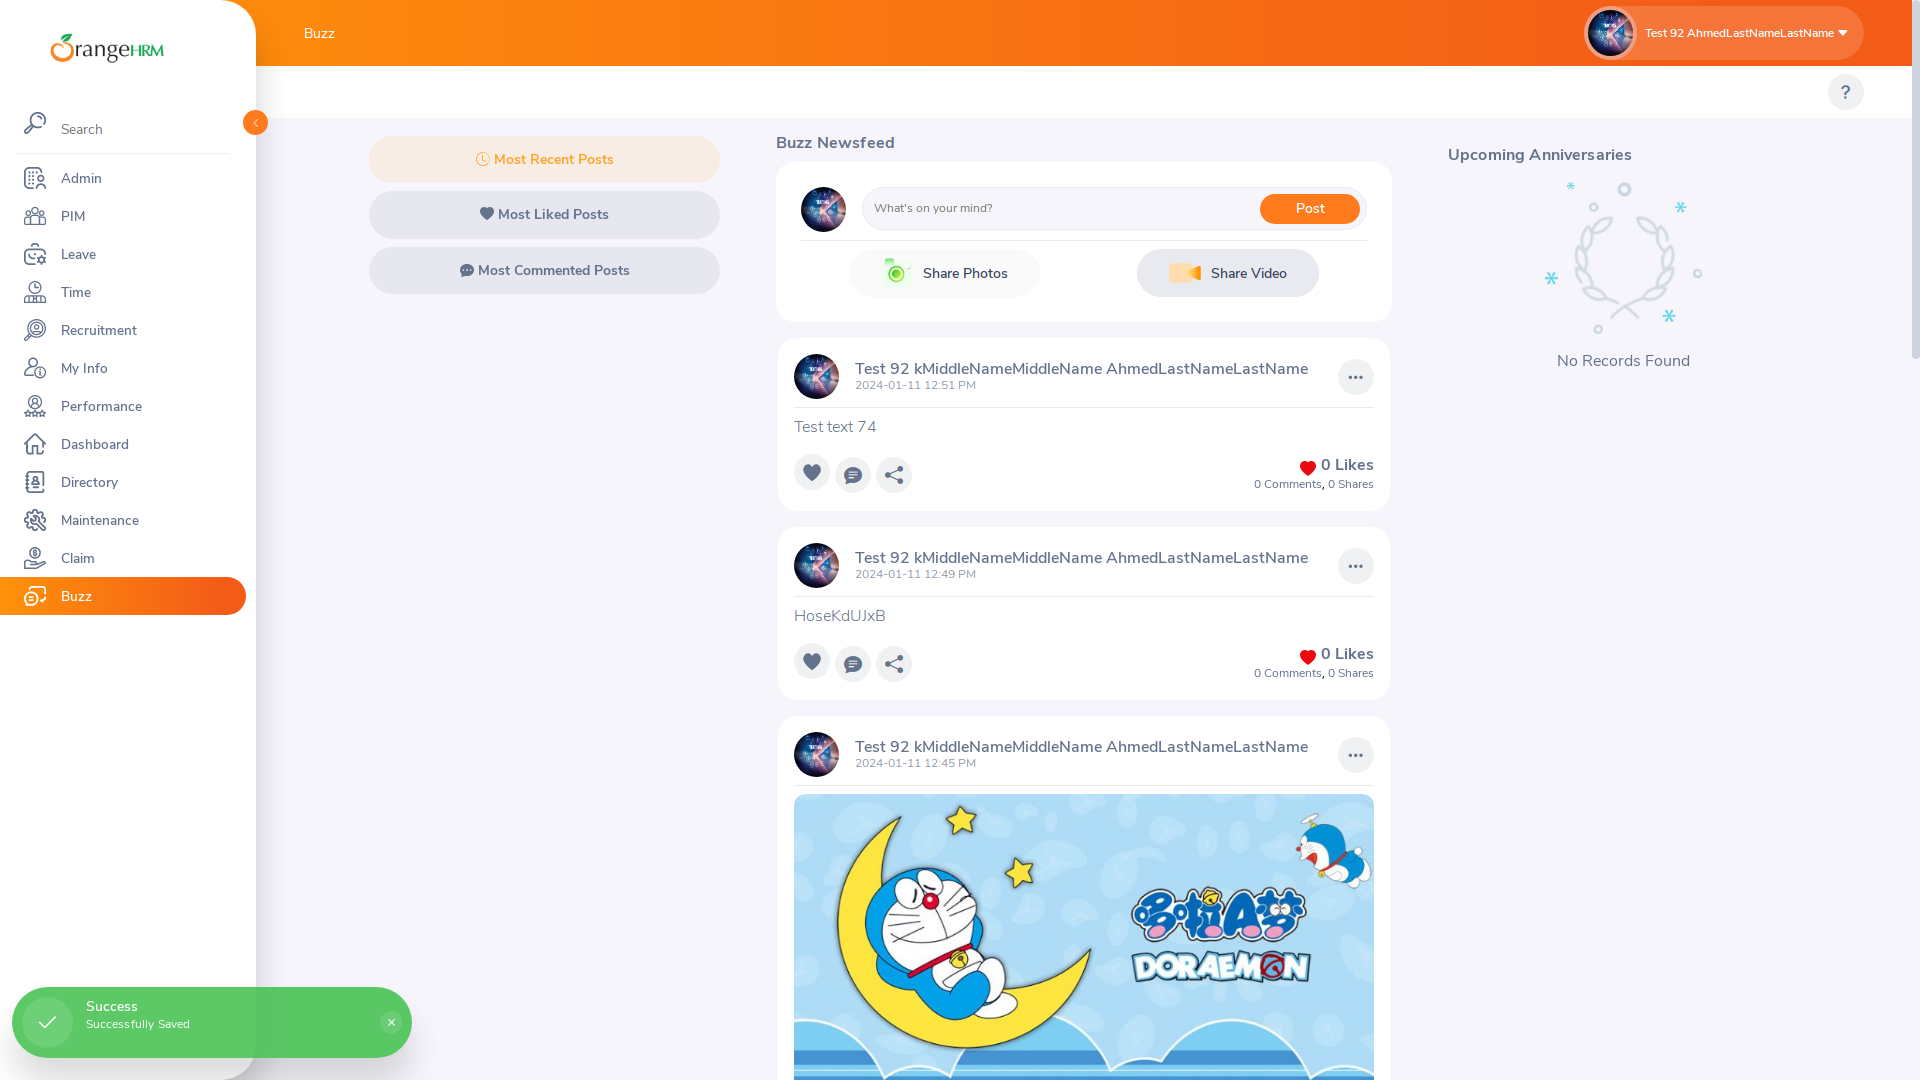 OrangeHRM
Search
Admin
PIM
Leave
Time
Recruitment
My Info
Performance
Dashboard
Directory
Maintenance
Claim
Buzz
Buzz
Test 92 AhmedLastNameLastName
?
Most Recent Posts
Most Liked Posts
Most Commented Posts
Buzz Newsfeed
What's on your mind?
Post
Share Photos
Share Video
Test 92 kMiddleNameMiddleName AhmedLastNameLastName
2024-01-11 12:51 PM
Test text 74
0 Likes
0 Comments, 0 Shares
Test 92 kMiddleNameMiddleName AhmedLastNameLastName
2024-01-11 12:49 PM
HoseKdUJxB
0 Likes
0 Comments, 0 Shares
Test 92 kMiddleNameMiddleName AhmedLastNameLastName
2024-01-11 12:45 PM
哆啦A梦
DORAEMON
Upcoming Anniversaries
No Records Found
Success
Successfully Saved